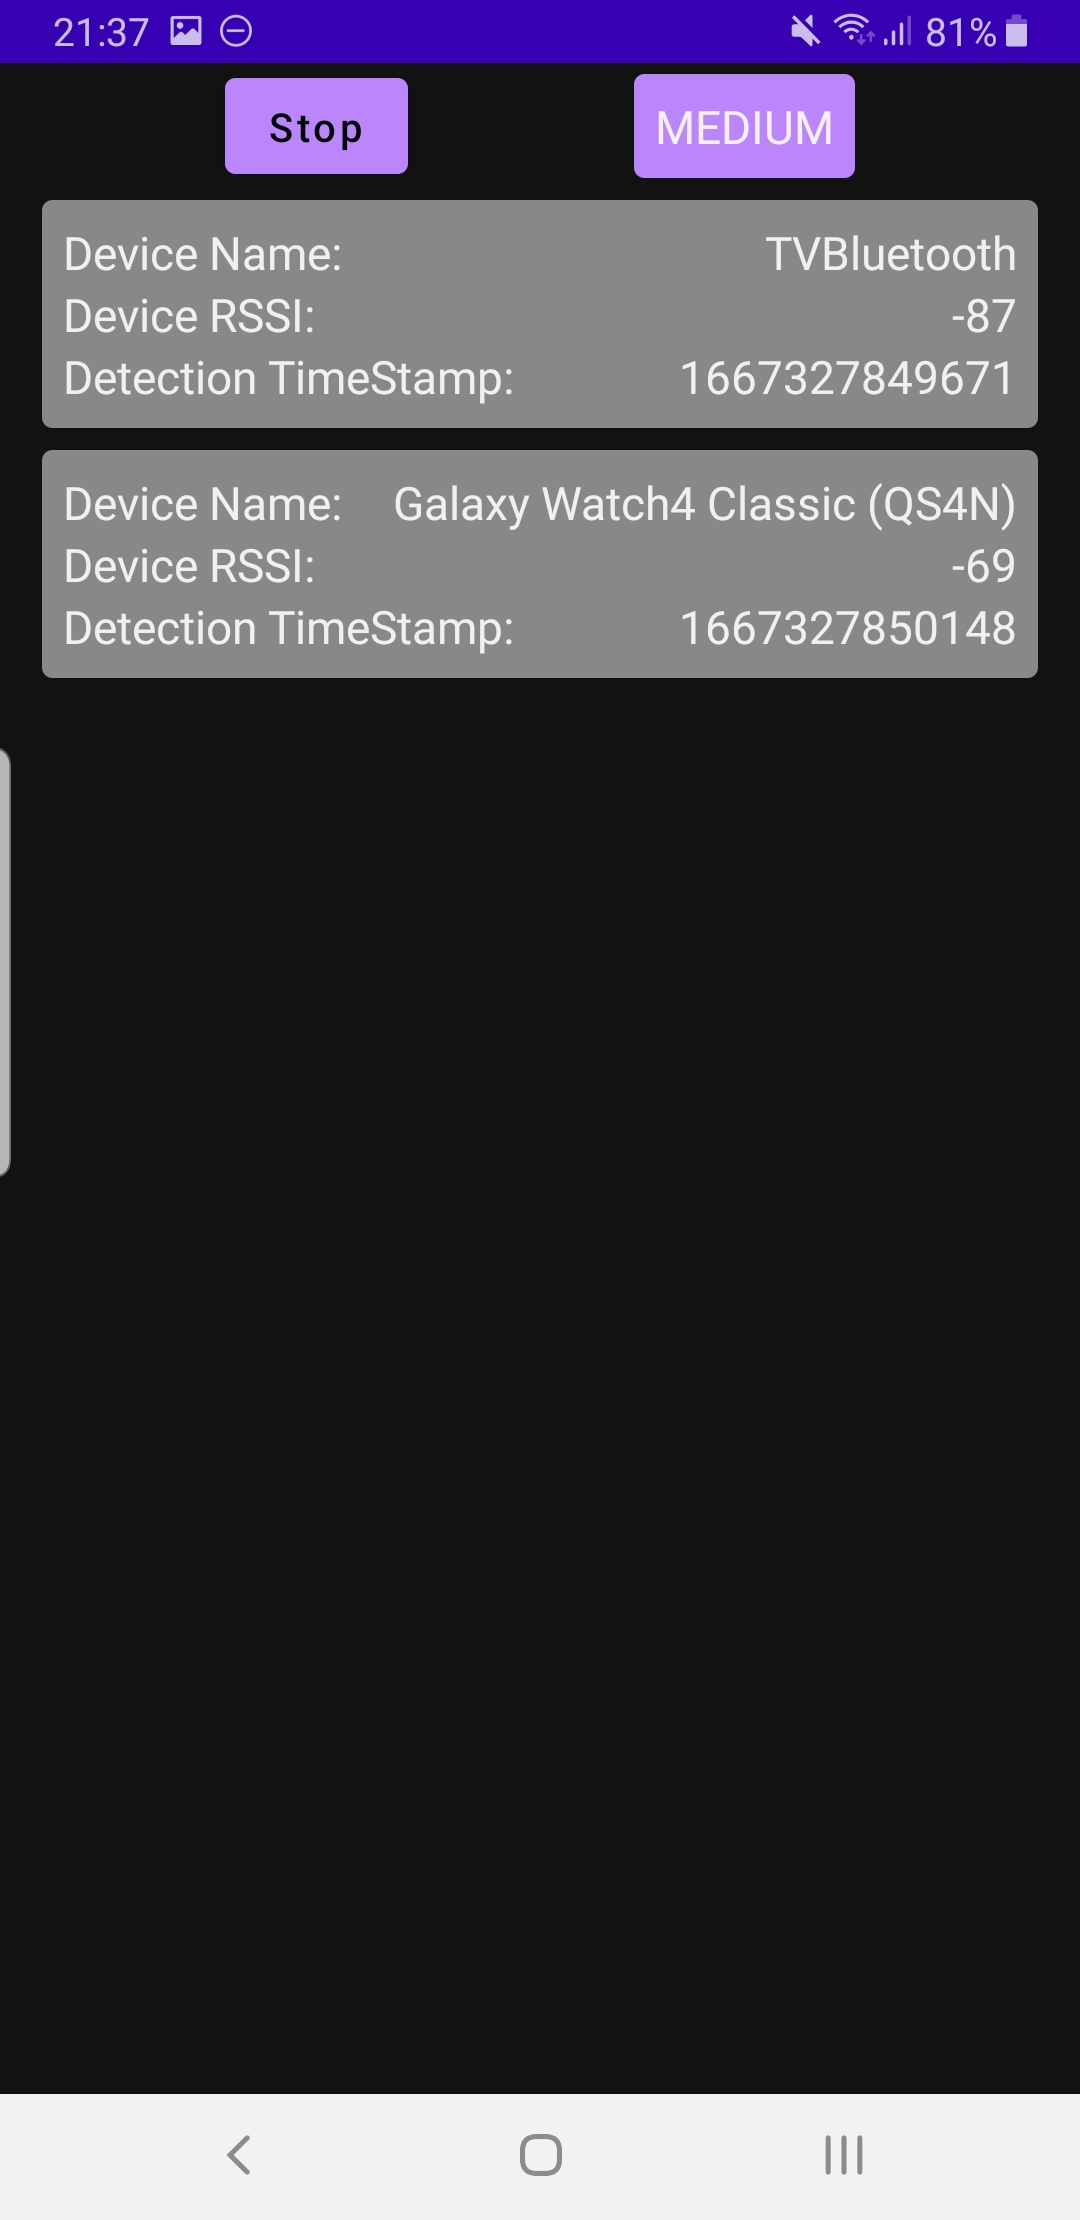 21:37 81%
Stop MEDIUM
Device Name: TVBluetooth
Device RSSI: -87
Detection TimeStamp: 1667327849671
Device Name: Galaxy Watch4 Classic (QS4N)
Device RSSI: -69
Detection TimeStamp: 1667327850148